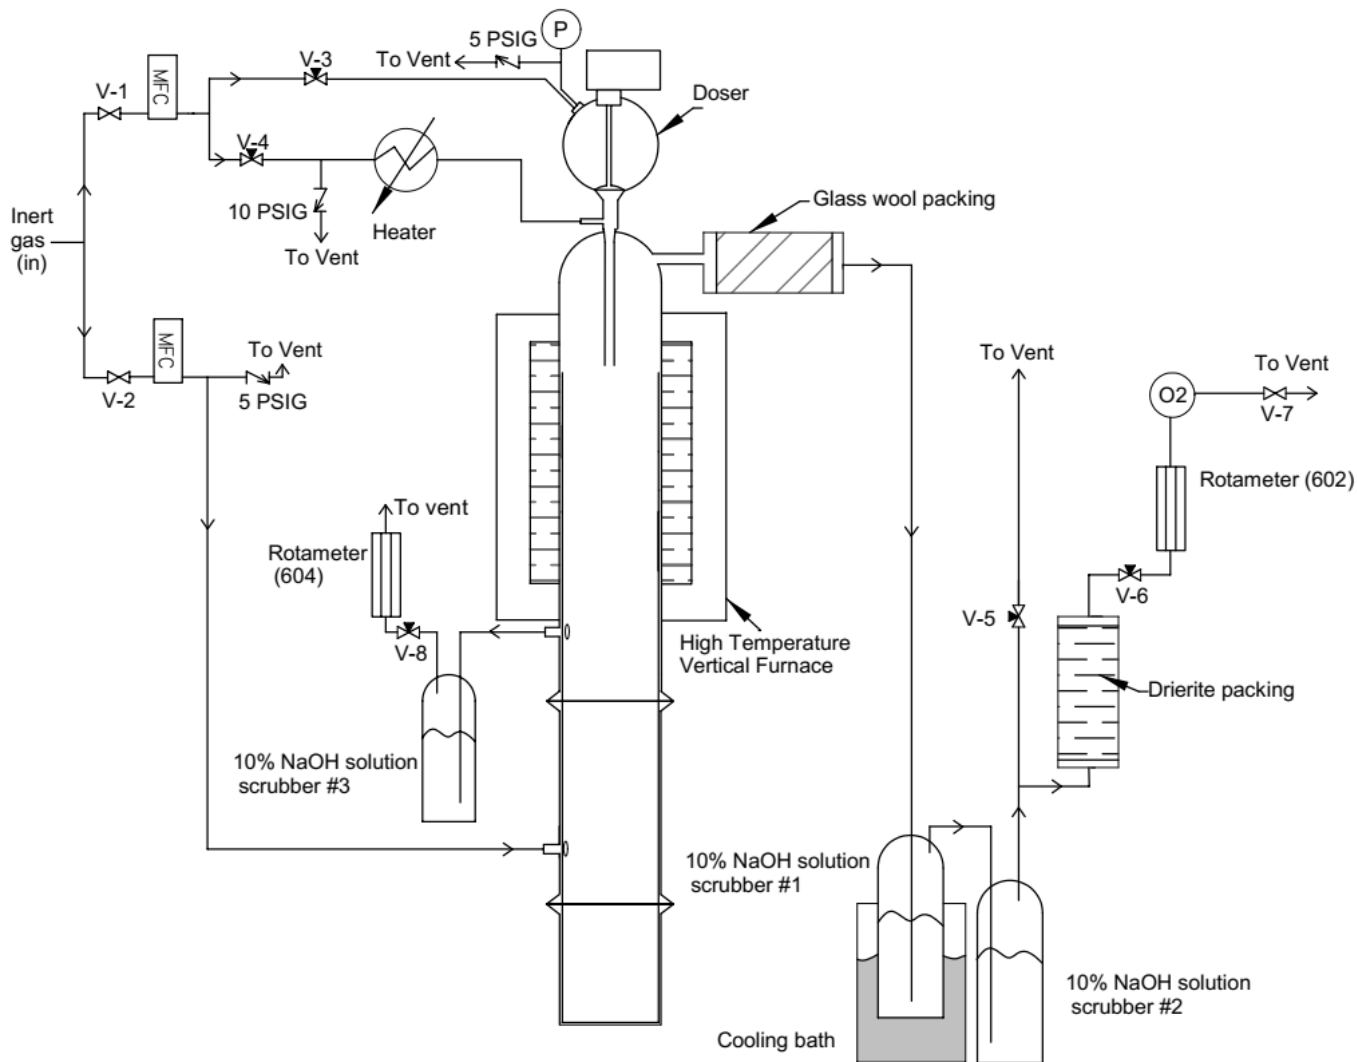 P
5 PSIG
To Vent
V-3
MFC
V-1
Doser
V-4
Glass wool packing
10 PSIG
Heater
To Vent
Inert
gas
(in)
MFC
To Vent
V-2
5 PSIG
To Vent
To Vent
O2
V-7
Rotameter (602)
To vent
Rotameter
(604)
V-6
V-5
V-8
High Temperature
Vertical Furnace
Drierite packing
10% NaOH solution
scrubber #3
10% NaOH solution
scrubber #1
10% NaOH solution
scrubber #2
Cooling bath